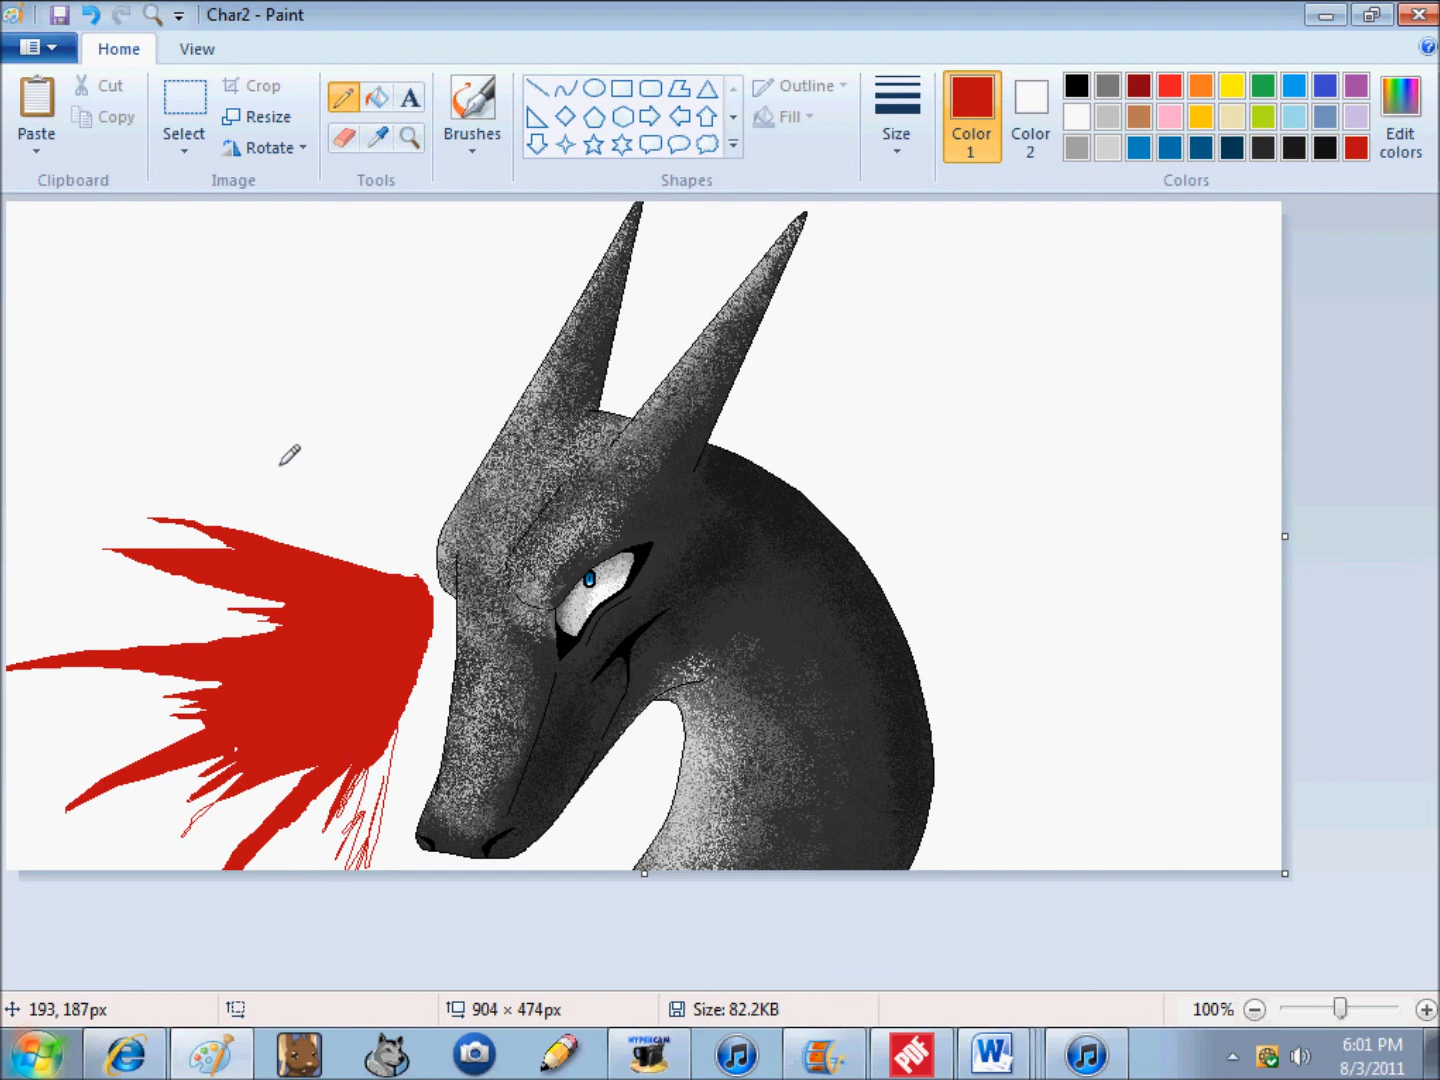 Char2 - Paint
Home View
Paste
Cut
Copy
Clipboard
Select
Crop
Resize
Rotate
Image
A
Tools
Brushes
Shapes
Outline
Fill
Size
Color 1
Color 2
Edit colors
Colors
193, 187px
904 × 474px
Size: 82.2KB
100%
HYPERCAM
PDF
W
6:01 PM
8/3/2011